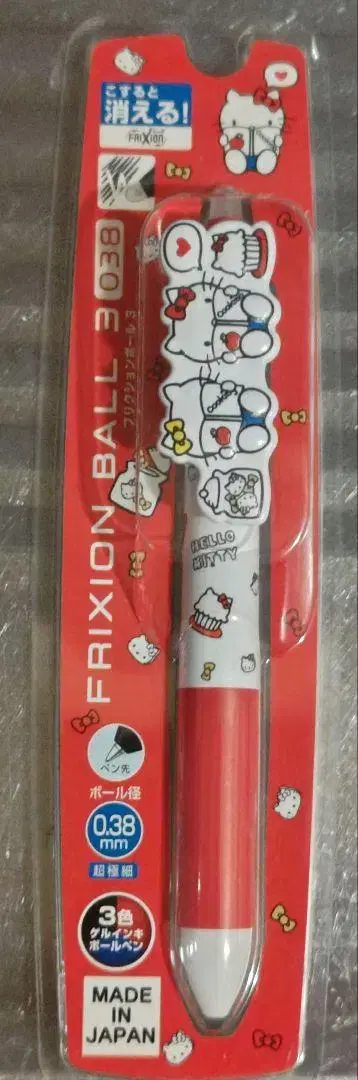 こすると
消える!
FRIXION
FRIXION BALL 3 038
フリクションボール3
HELLO
KITTY
ペン先
ボール径
0.38
mm
超極細
3色
ゲルインキ
ボールペン
MADE
IN
JAPAN